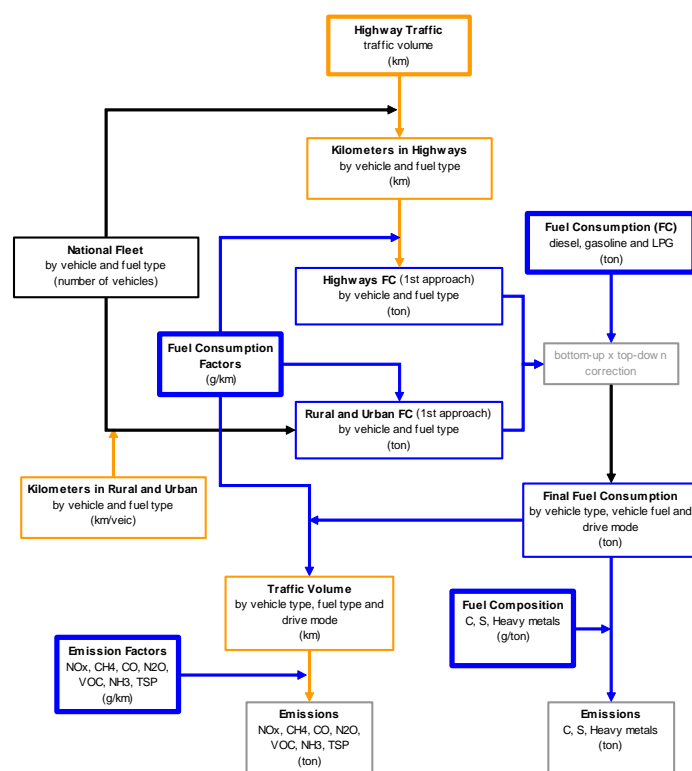 Highway Traffic
traffic volume
(km)
Kilometers in Highways
by vehicle and fuel type
(km)
National Fleet
by vehicle and fuel type
(number of vehicles)
Fuel Consumption (FC)
diesel, gasoline and LPG
(ton)
Highways FC (1st approach)
by vehicle and fuel type
(ton)
Fuel Consumption
Factors
(g/km)
bottom-up x top-down
correction
Rural and Urban FC (1st approach)
by vehicle and fuel type
(ton)
Kilometers in Rural and Urban
by vehicle and fuel type
(km/veic)
Final Fuel Consumption
by vehicle type, vehicle fuel and
drive mode
(ton)
Traffic Volume
by vehicle type, fuel type and
drive mode
(km)
Fuel Composition
C, S, Heavy metals
(g/ton)
Emission Factors
NOx, CH4, CO, N2O,
VOC, NH3, TSP
(g/km)
Emissions
NOx, CH4, CO, N2O,
VOC, NH3, TSP
(ton)
Emissions
C, S, Heavy metals
(ton)